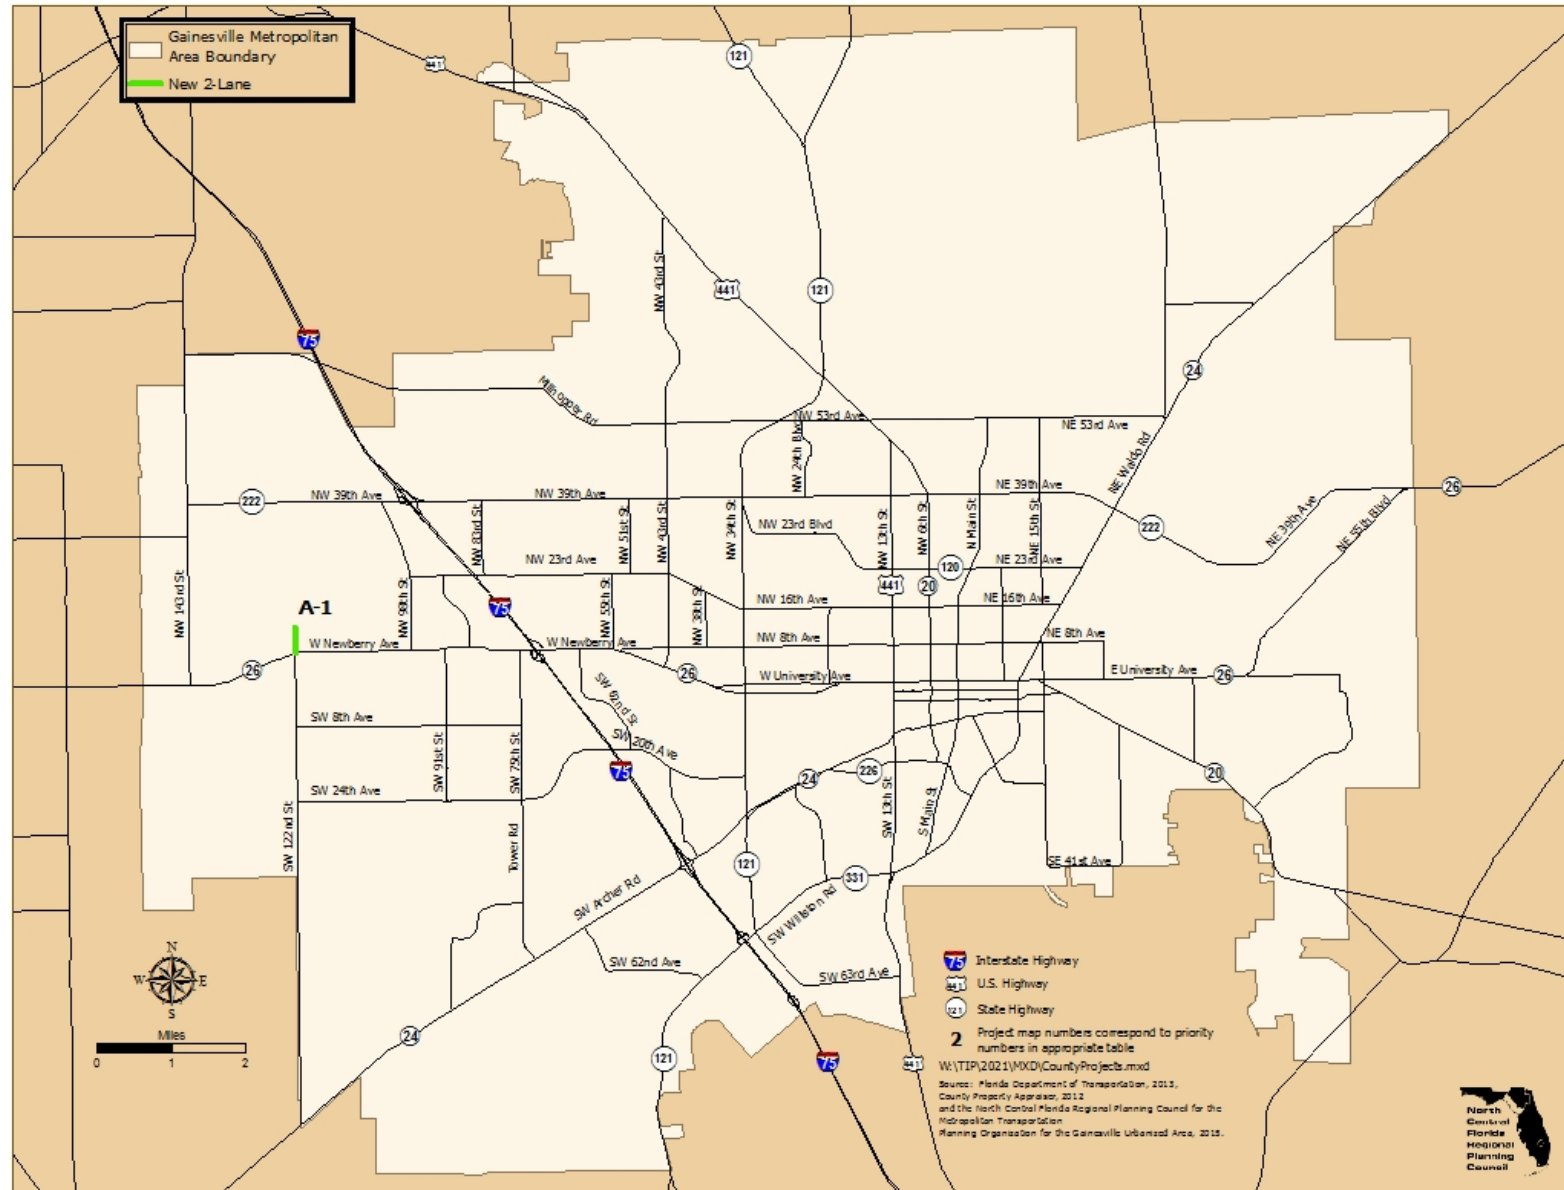 Gainesville Metropolitan
Area Boundary
New 2-Lane
441
121
441
121
75
NW 43rd St
24
Millhopper Rd
NW 53rd Ave
NE 53rd Ave
NW 24th Blvd
NE Waldo Rd
222
NW 39th Ave
NW 39th Ave
NE 39th Ave
26
NW 83rd St
NW 51st St
NW 43rd St
NW 34th St
NW 23rd Blvd
NW 13th St
NW 6th St
N Main St
NE 15th St
222
NE 39th Ave
NE 55th Blvd
NW 23rd Ave
120
NE 23rd Ave
NW 143rd St
A-1
NW 98th St
75
NW 55th St
NW 38th St
NW 16th Ave
441
20
NE 16th Ave
W Newberry Ave
W Newberry Ave
NW 8th Ave
NE 8th Ave
26
26
W University Ave
E University Ave
26
SW 62nd St
SW 8th Ave
SW 91st St
SW 75th St
SW 20th Ave
75
24
226
20
SW 24th Ave
SW 122nd St
Tower Rd
SW 13th St
S Main St
121
331
SE 41st Ave
SW Archer Rd
SW Williston Rd
SW 62nd Ave
SW 63rd Ave
24
121
75
441
N
W E
S
Miles
0 1 2
75 Interstate Highway
441 U.S. Highway
121 State Highway
2 Project map numbers correspond to priority
numbers in appropriate table
W:\TIP\2021\MXD\CountyProjects.mxd
Source: Florida Department of Transportation, 2013,
County Property Appraiser, 2012
and the North Central Florida Regional Planning Council for the
Metropolitan Transportation
Planning Organization for the Gainesville Urbanized Area, 2015.
North
Central
Florida
Regional
Planning
Council